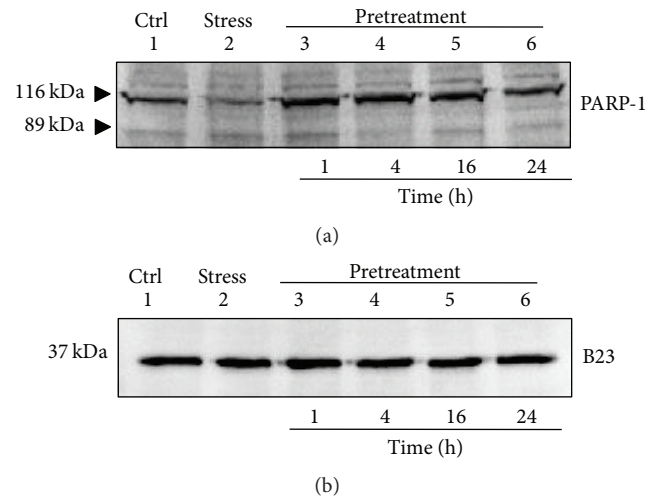 Ctrl Stress Pretreatment
1 2 3 4 5 6
116 kDa
PARP-1
89 kDa
1 4 16 24
Time (h)
(a)
Ctrl Stress Pretreatment
1 2 3 4 5 6
37 kDa
B23
1 4 16 24
Time (h)
(b)